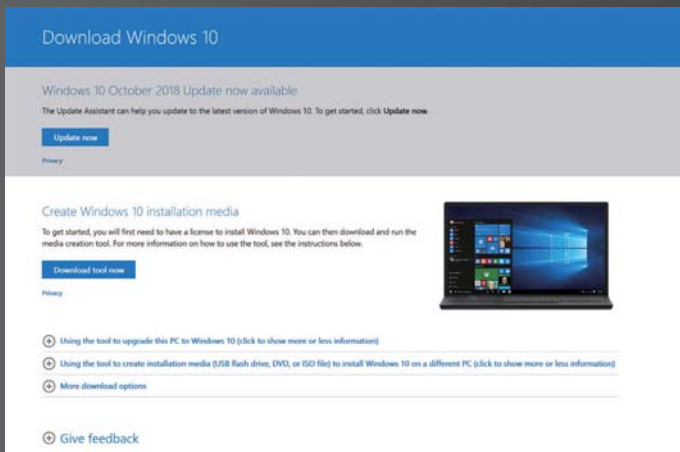 Download Windows 10
Windows 10 October 2018 Update now available
The Update Assistant can help you update to the latest version of Windows 10. To get started, click Update now.
Update now
Privacy
Create Windows 10 installation media
To get started, you will first need to have a license to install Windows 10. You can then download and run the
media creation tool. For more information on how to use the tool, see the instructions below.
Download tool now
Privacy
Using the tool to upgrade this PC to Windows 10 (click to show more or less information)
Using the tool to create installation media (USB flash drive, DVD, or ISO file) to install Windows 10 on a different PC (click to show more or less information)
More download options
Give feedback